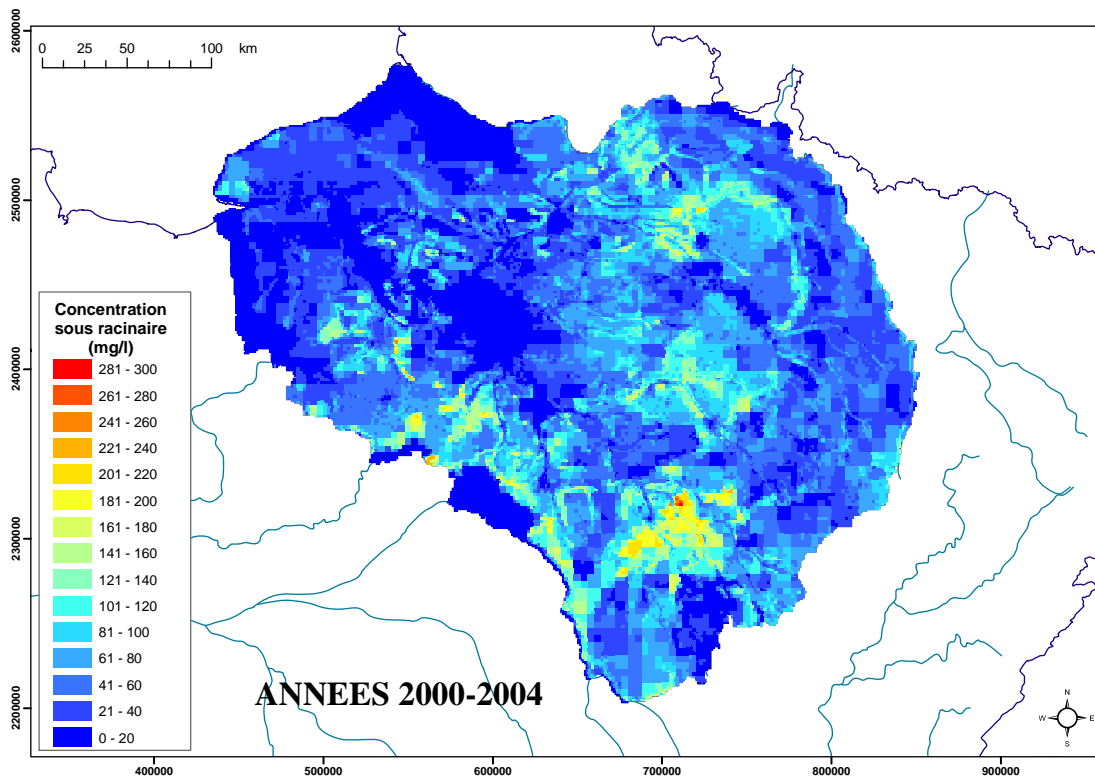 0 25 50 100 km
2600000
2500000
2400000
2300000
2200000
Concentration
sous racinaire
(mg/l)
281 - 300
261 - 280
241 - 260
221 - 240
201 - 220
181 - 200
161 - 180
141 - 160
121 - 140
101 - 120
81 - 100
61 - 80
41 - 60
21 - 40
0 - 20
ANNEES 2000-2004
N
W E
S
400000 500000 600000 700000 800000 900000